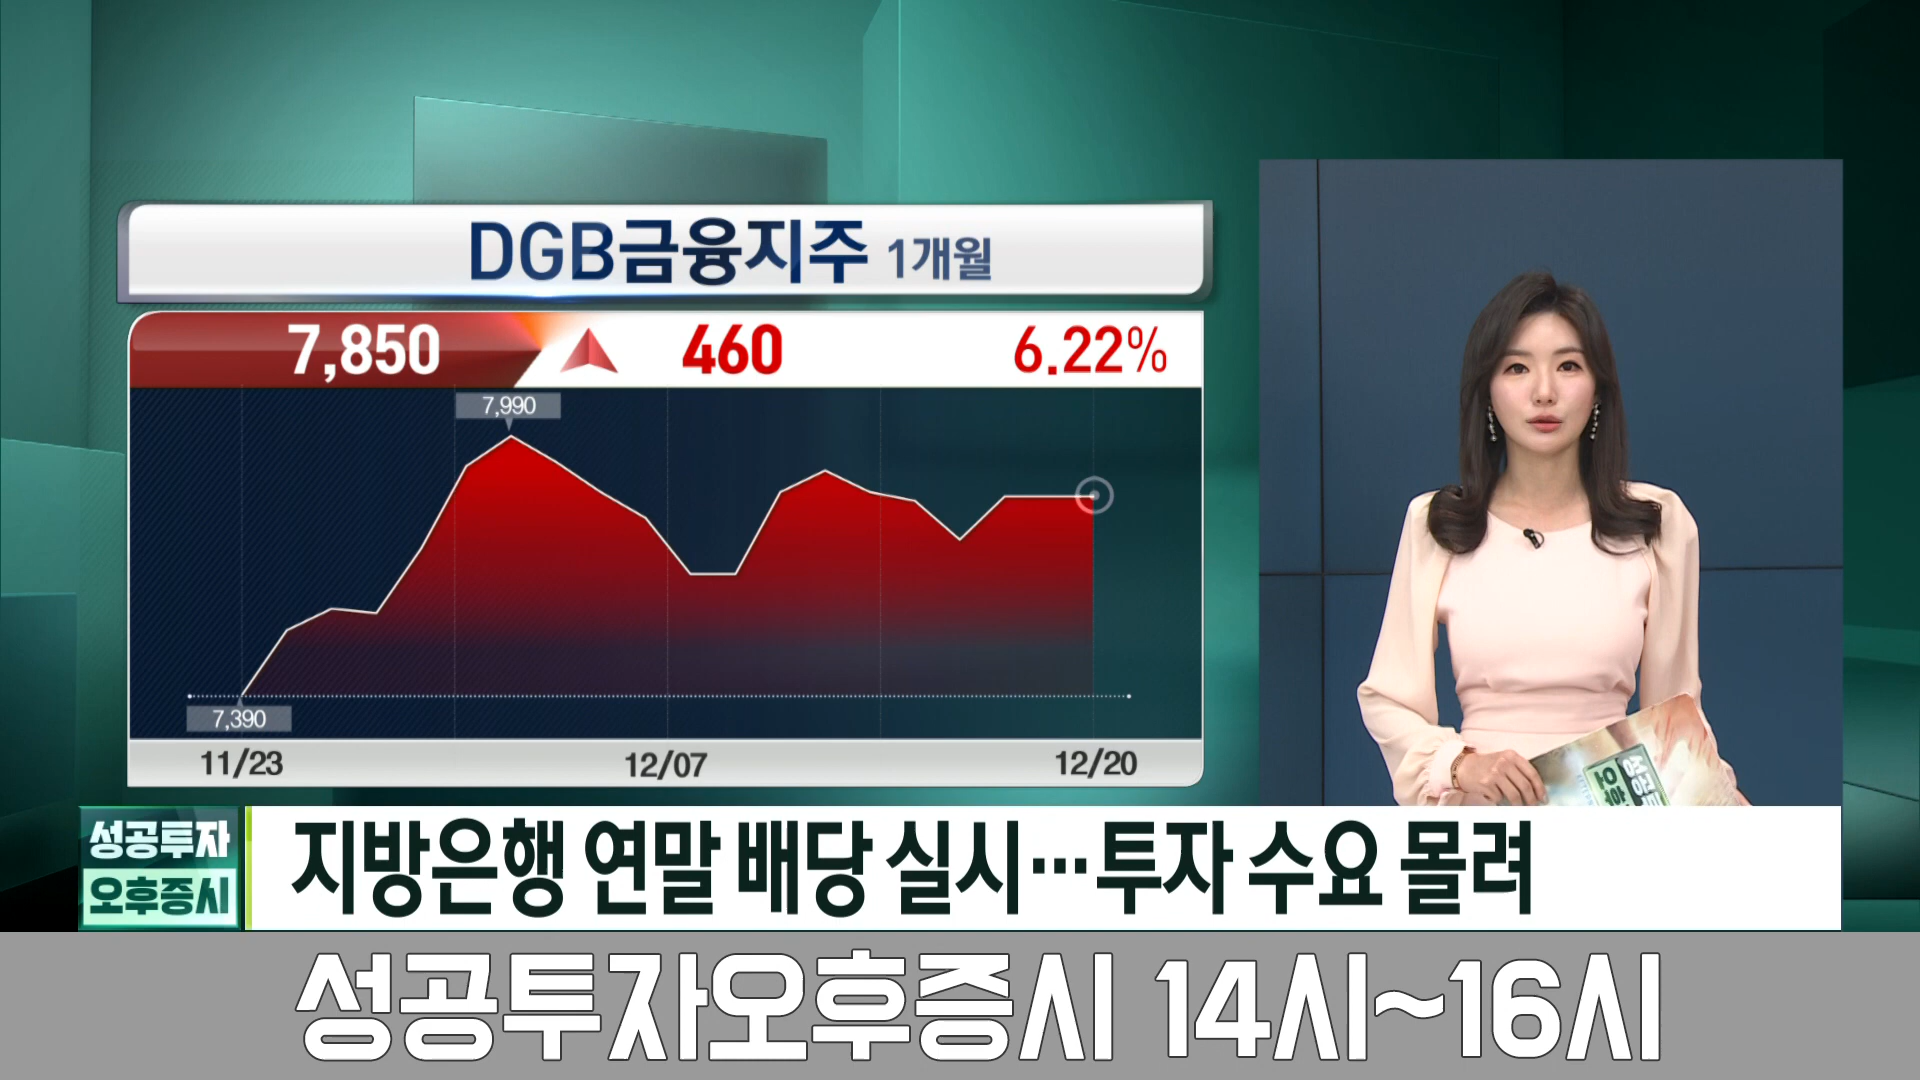 DGB금융지주 1개월
7,850 460 6.22%
7,990
7,390
11/23 12/07 12/20
성공투자
오후증시
지방은행 연말 배당 실시…투자 수요 몰려
성공투자오후증시 14시~16시